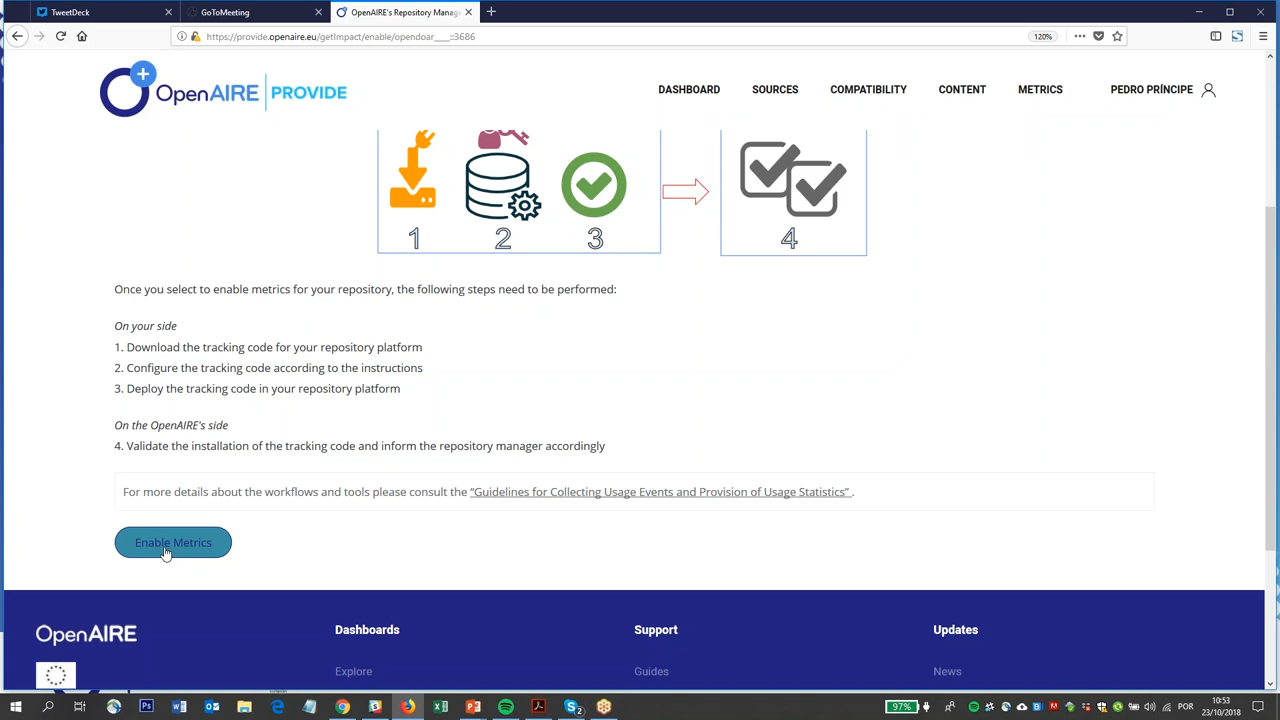 TweetDeck
GoToMeeting
OpenAIRE's Repository Manag
https://provide.openaire.eu/getImpact/enable/opendoar____::3686
120%
OpenAIRE PROVIDE
DASHBOARD
SOURCES
COMPATIBILITY
CONTENT
METRICS
PEDRO PRÍNCIPE
1
2
3
4
Once you select to enable metrics for your repository, the following steps need to be performed:
On your side
1. Download the tracking code for your repository platform
2. Configure the tracking code according to the instructions
3. Deploy the tracking code in your repository platform
On the OpenAIRE's side
4. Validate the installation of the tracking code and inform the repository manager accordingly
For more details about the workflows and tools please consult the “Guidelines for Collecting Usage Events and Provision of Usage Statistics” .
Enable Metrics
OpenAIRE
Dashboards
Support
Updates
Explore
Guides
News
97%
POR
10:53
23/10/2018